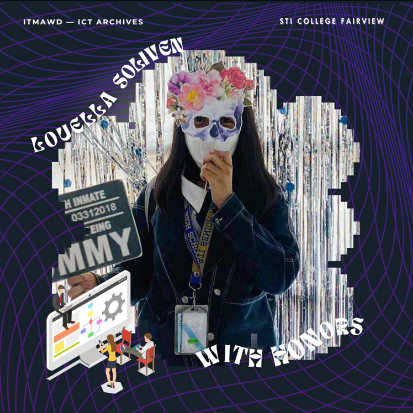 ITMAWD — ICT ARCHIVES
STI COLLEGE FAIRVIEW
LOUELLA SOLIVEN
H INMATE
03312018
EING
MMY
WITH HONORS